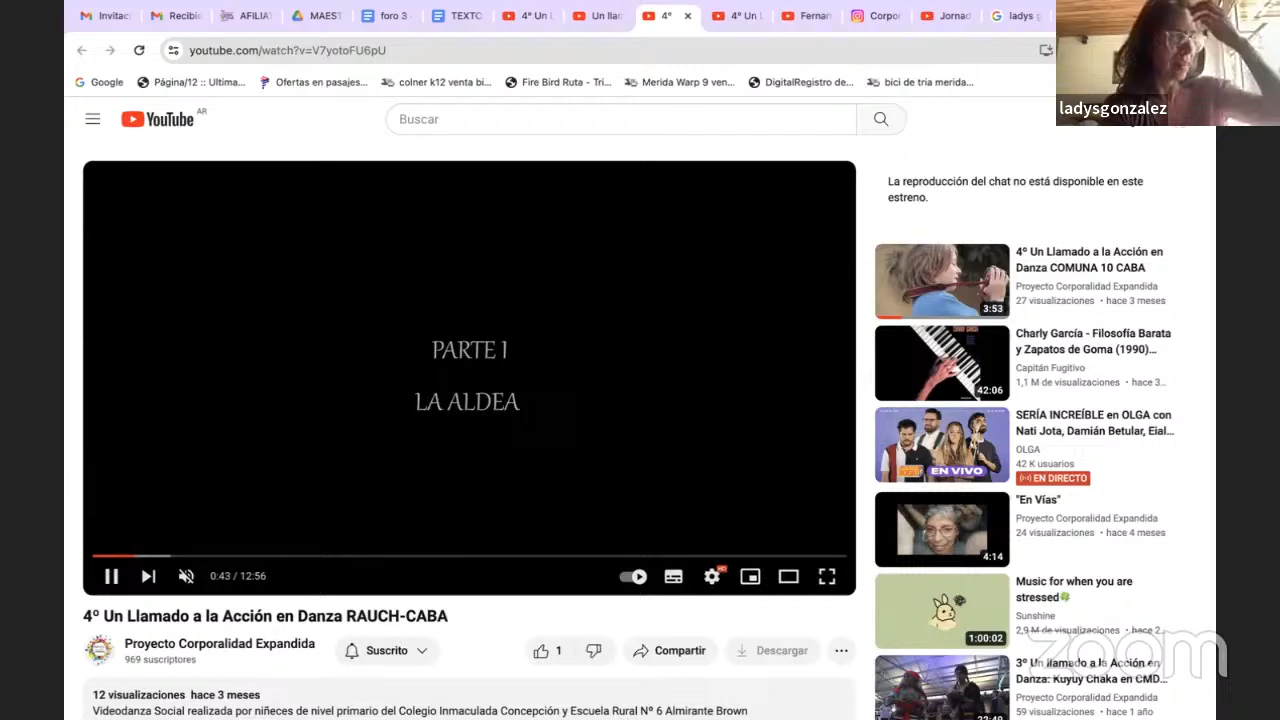 Invitac
Recibic
AFILIAT
MAEST
foro 3 -
TEXTO
4º U
Un llar
4º
4º Un
Fernan
Corpor
Jornad
ladys g
youtube.com/watch?v=V7yotoFU6pU
Google
Página/12 :: Ultima...
Ofertas en pasajes...
colner k12 venta bi...
Fire Bird Ruta - Tri...
Merida Warp 9 ven...
DigitalRegistro de...
bici de tria merida...
ladysgonzalez
YouTube
AR
Buscar
La reproducción del chat no está disponible en este
estreno.
PARTE I
LA ALDEA
0:43 / 12:56
HD
4º Un Llamado a la Acción en Danza RAUCH-CABA
Proyecto Corporalidad Expandida
969 suscriptores
Suscrito
1
Compartir
Descargar
12 visualizaciones hace 3 meses
Videodanza Social realizada por niñeces de nivel primario del Colegio Inmaculada Concepción y Escuela Rural Nº 6 Almirante Brown
3:53
4º Un Llamado a la Acción en
Danza COMUNA 10 CABA
Proyecto Corporalidad Expandida
27 visualizaciones • hace 3 meses
42:06
Charly García - Filosofía Barata
y Zapatos de Goma (1990)...
Capitán Fugitivo
1,1 M de visualizaciones • hace 3...
EN VIVO
SERÍA INCREÍBLE en OLGA con
Nati Jota, Damián Betular, Eial...
OLGA
42 K usuarios
EN DIRECTO
4:14
"En Vías"
Proyecto Corporalidad Expandida
24 visualizaciones • hace 4 meses
1:00:02
Music for when you are
stressed🍀
Sunshine
2,9 M de visualizaciones • hace 2...
22:49
3º Un llamado a la Acción en
Danza: Kuyuy Chaka en CMD...
Proyecto Corporalidad Expandida
59 visualizaciones • hace 1 año
zoom